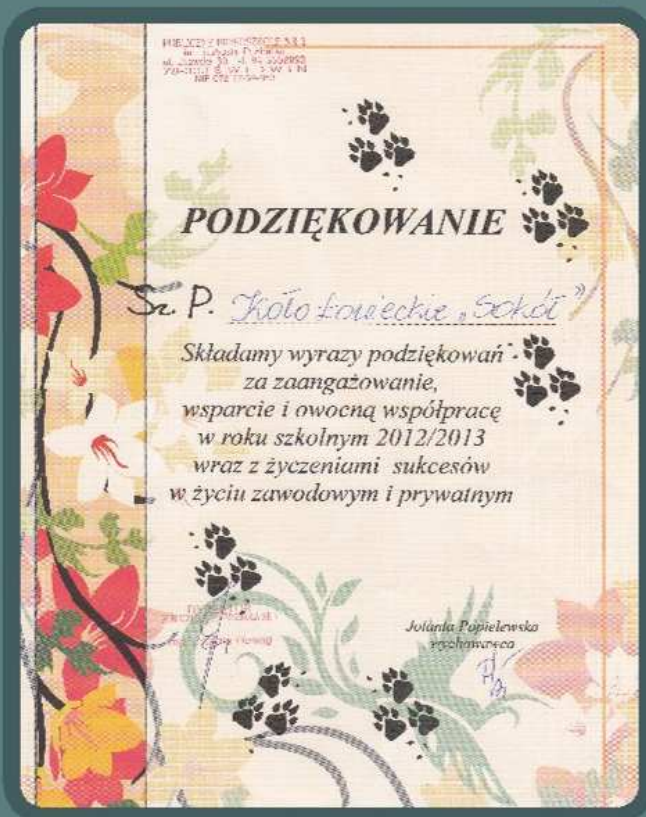 PODZIĘKOWANIE
Sz. P. Koło Łowieckie „Sokół”
Składamy wyrazy podziękowań
za zaangażowanie,
wsparcie i owocną współpracę
w roku szkolnym 2012/2013
wraz z życzeniami sukcesów
w życiu zawodowym i prywatnym
Jolanta Popielewska
wychowawca